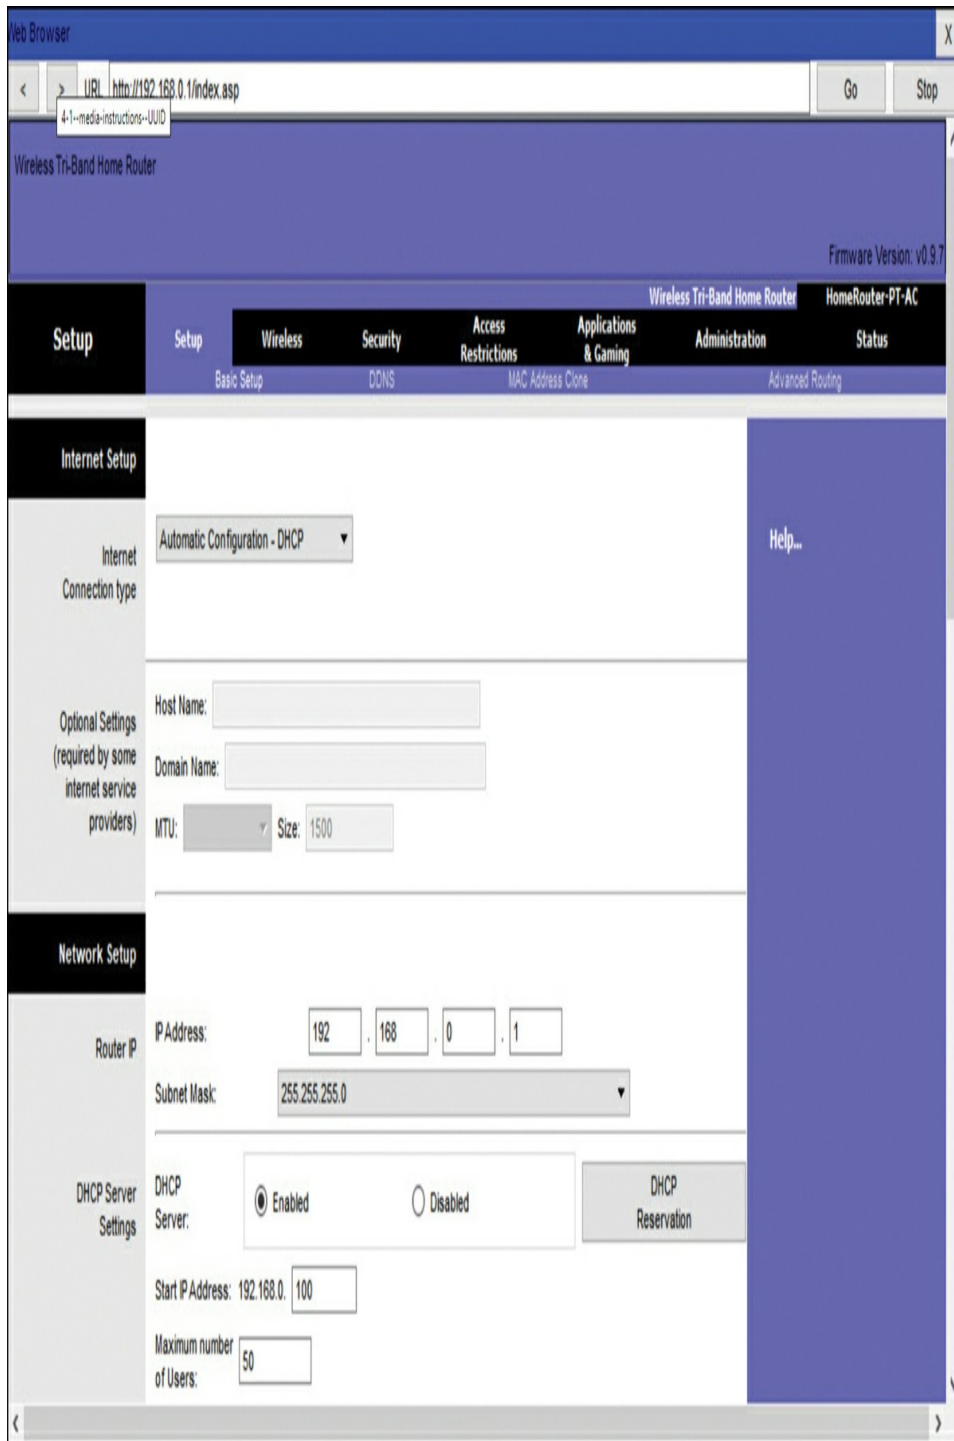 Web Browser
X
< > URL http://192.168.0.1/index.asp Go Stop
4-1--media-instructions--UUID
Wireless Tri-Band Home Router
Firmware Version: v0.9.7
Wireless Tri-Band Home Router HomeRouter-PT-AC
Setup
Setup Wireless Security Access Restrictions Applications & Gaming Administration Status
Basic Setup DDNS MAC Address Clone Advanced Routing
Internet Setup
Internet
Connection type
Automatic Configuration - DHCP
Help...
Optional Settings
(required by some
internet service
providers)
Host Name:
Domain Name:
MTU: Size: 1500
Network Setup
Router IP
IP Address: 192 . 168 . 0 . 1
Subnet Mask: 255.255.255.0
DHCP Server
Settings
DHCP
Server:
Enabled Disabled
DHCP
Reservation
Start IP Address: 192.168.0. 100
Maximum number
of Users:
50